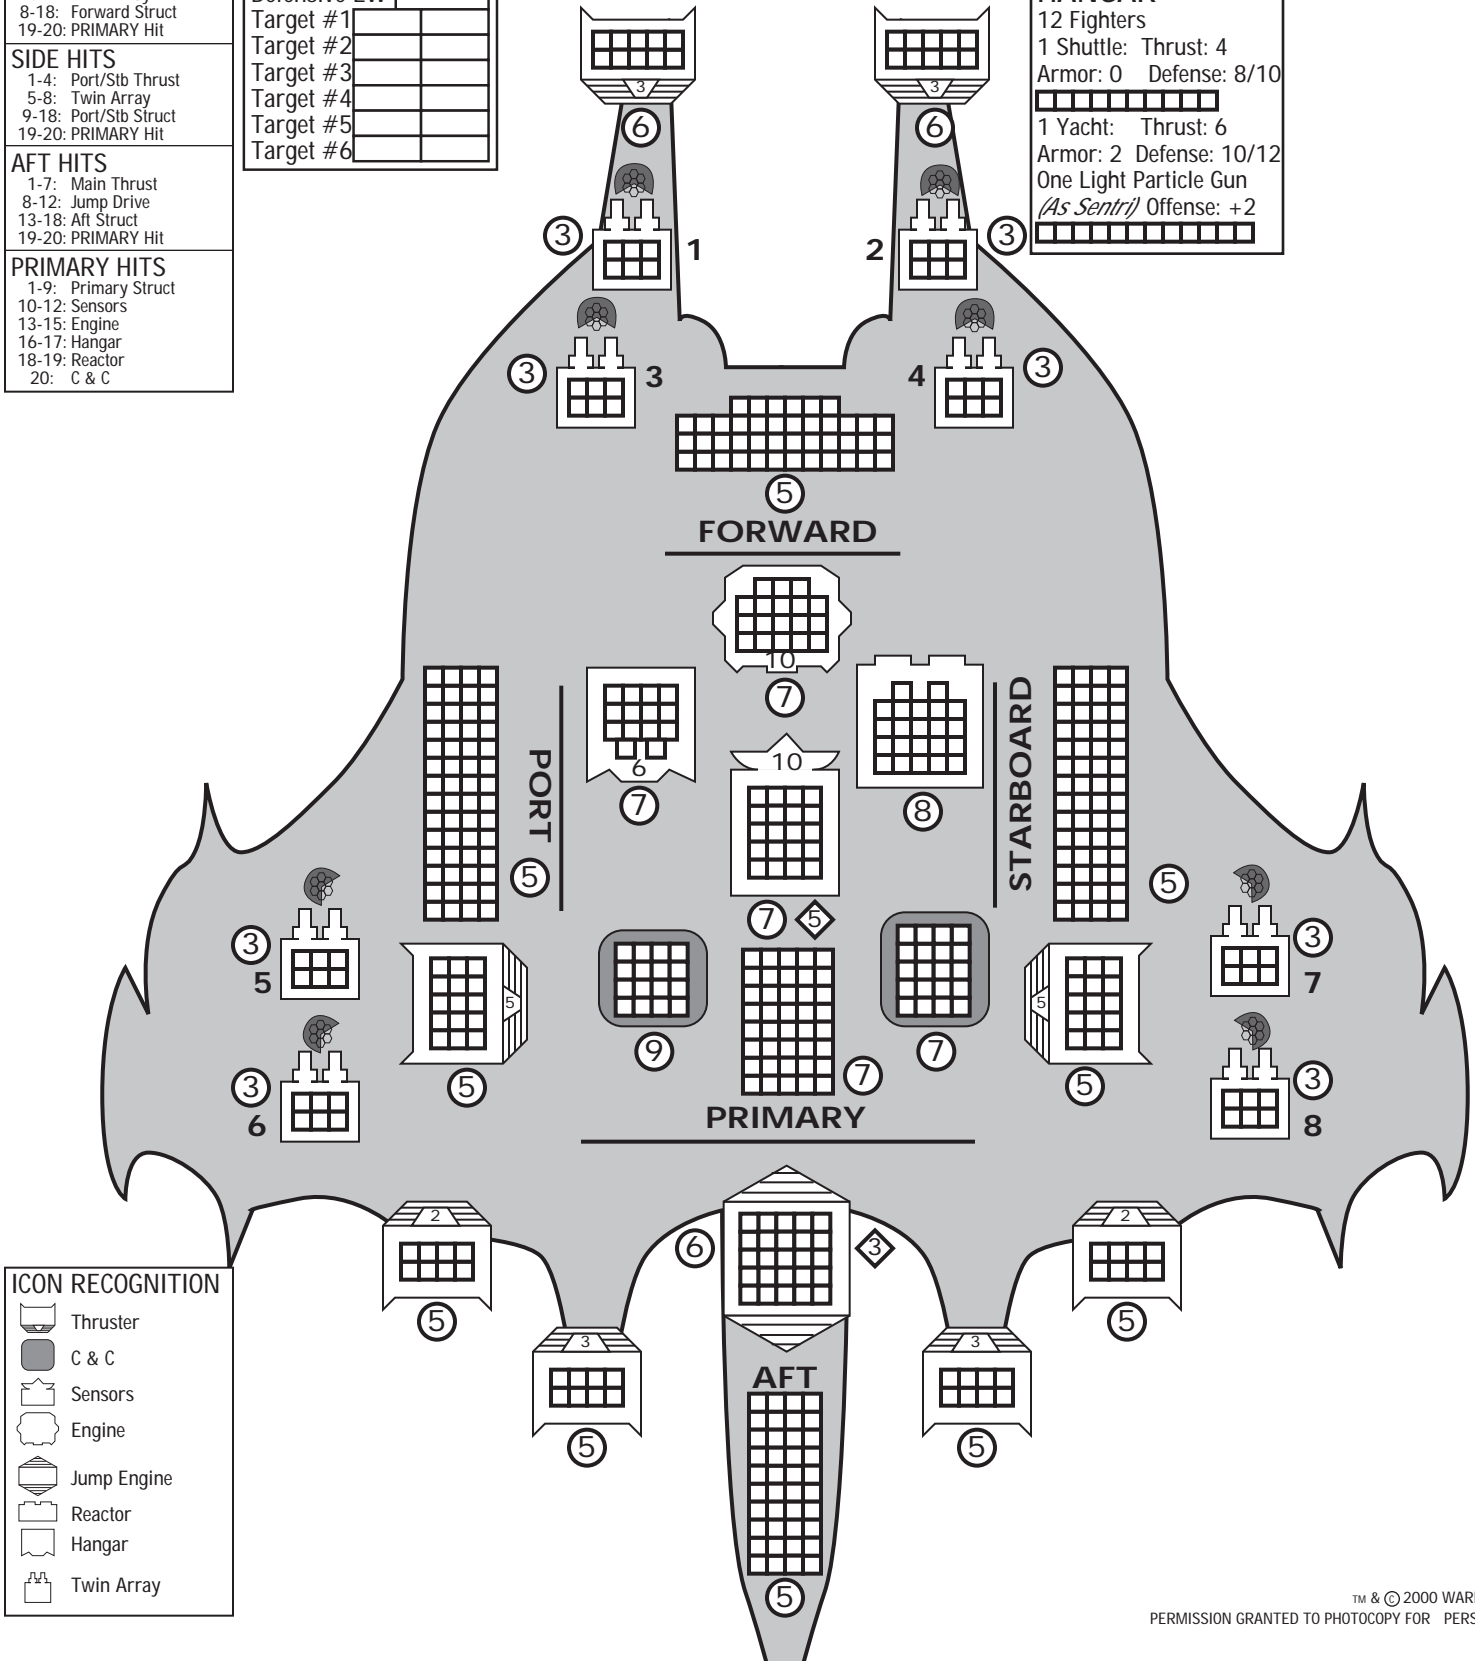 8-18: Forward Struct
19-20: PRIMARY Hit
SIDE HITS
1-4: Port/Stb Thrust
5-8: Twin Array
9-18: Port/Stb Struct
19-20: PRIMARY Hit
AFT HITS
1-7: Main Thrust
8-12: Jump Drive
13-18: Aft Struct
19-20: PRIMARY Hit
PRIMARY HITS
1-9: Primary Struct
10-12: Sensors
13-15: Engine
16-17: Hangar
18-19: Reactor
20: C & C
Target #1
Target #2
Target #3
Target #4
Target #5
Target #6
12 Fighters
1 Shuttle: Thrust: 4
Armor: 0 Defense: 8/10
1 Yacht: Thrust: 6
Armor: 2 Defense: 10/12
One Light Particle Gun
(As Sentri) Offense: +2
3 3
6 6
3 1 2 3
3 3 4 3
5
FORWARD
10
7
PORT
6
7
10
8
STARBOARD
5
7 5
5
3
5
5
5
9
7
7
5
5
3
7
3
6
PRIMARY
3
8
2
5
6
3
2
5
3
5
3
5
AFT
5
ICON RECOGNITION
Thruster
C & C
Sensors
Engine
Jump Engine
Reactor
Hangar
Twin Array
TM & © 2000 WAR
PERMISSION GRANTED TO PHOTOCOPY FOR PERS